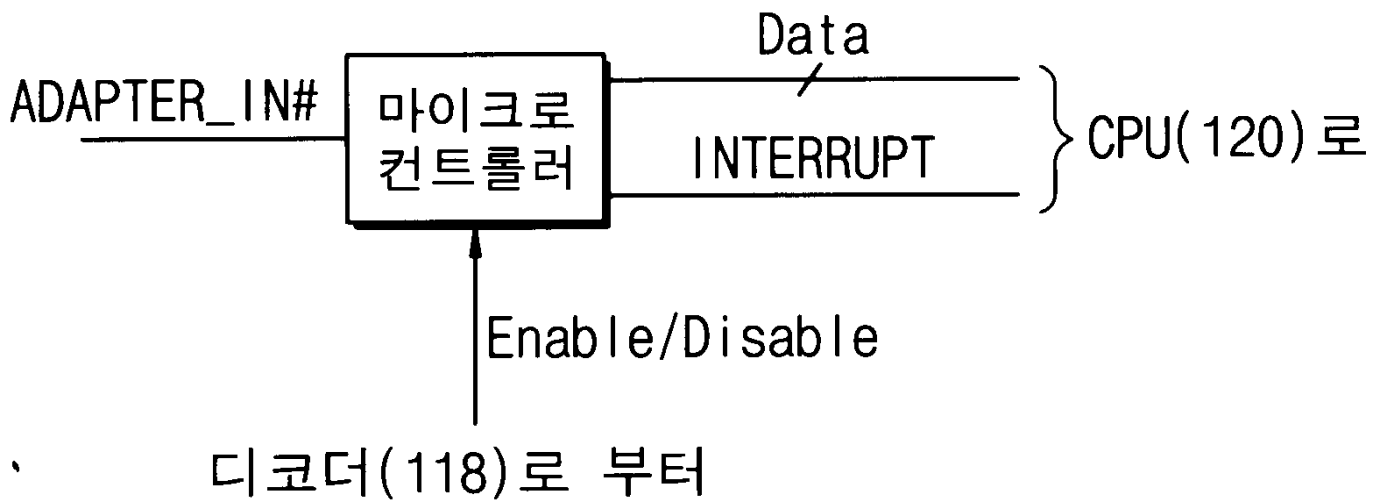 Data
ADAPTER_IN#
마이크로
컨트롤러
INTERRUPT
CPU(120)로
Enable/Disable
디코더(118)로 부터